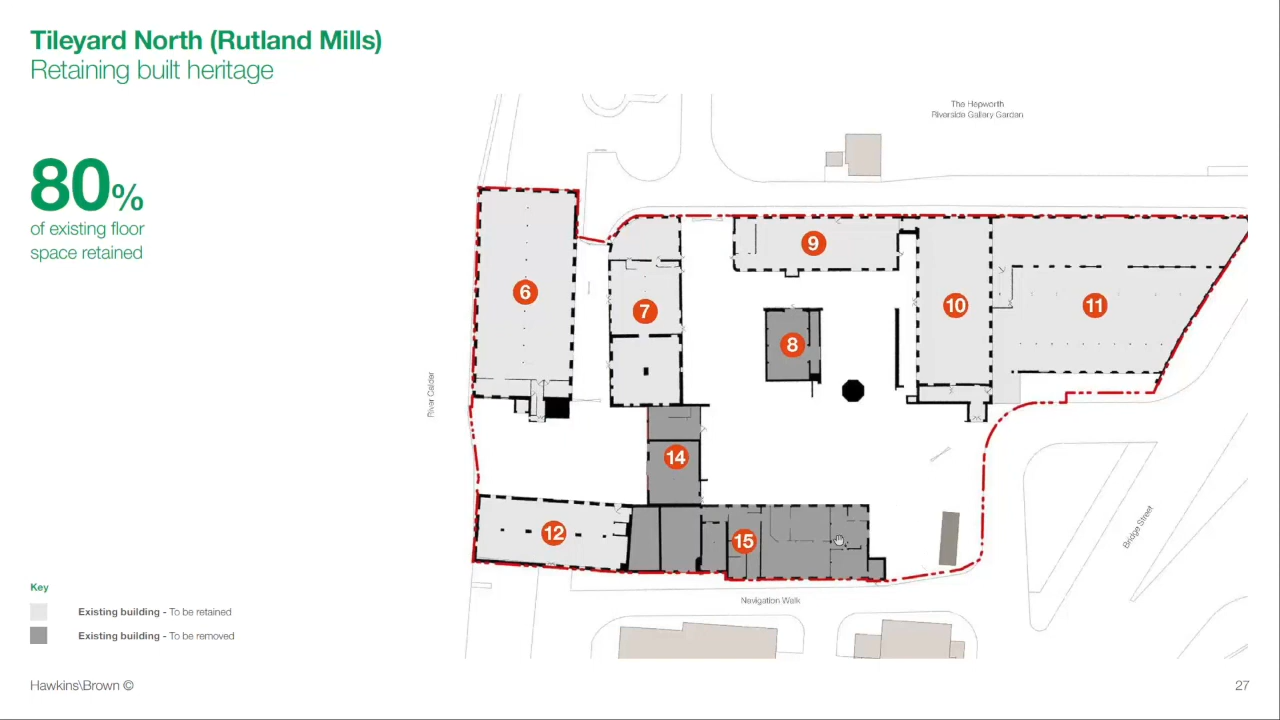 Tileyard North (Rutland Mills)
Retaining built heritage
80%
of existing floor
space retained
The Hepworth
Riverside Gallery Garden
6
7
8
9
10
11
River Calder
14
12
15
Bridge Street
Navigation Walk
Key
Existing building - To be retained
Existing building - To be removed
Hawkins\Brown ©
27